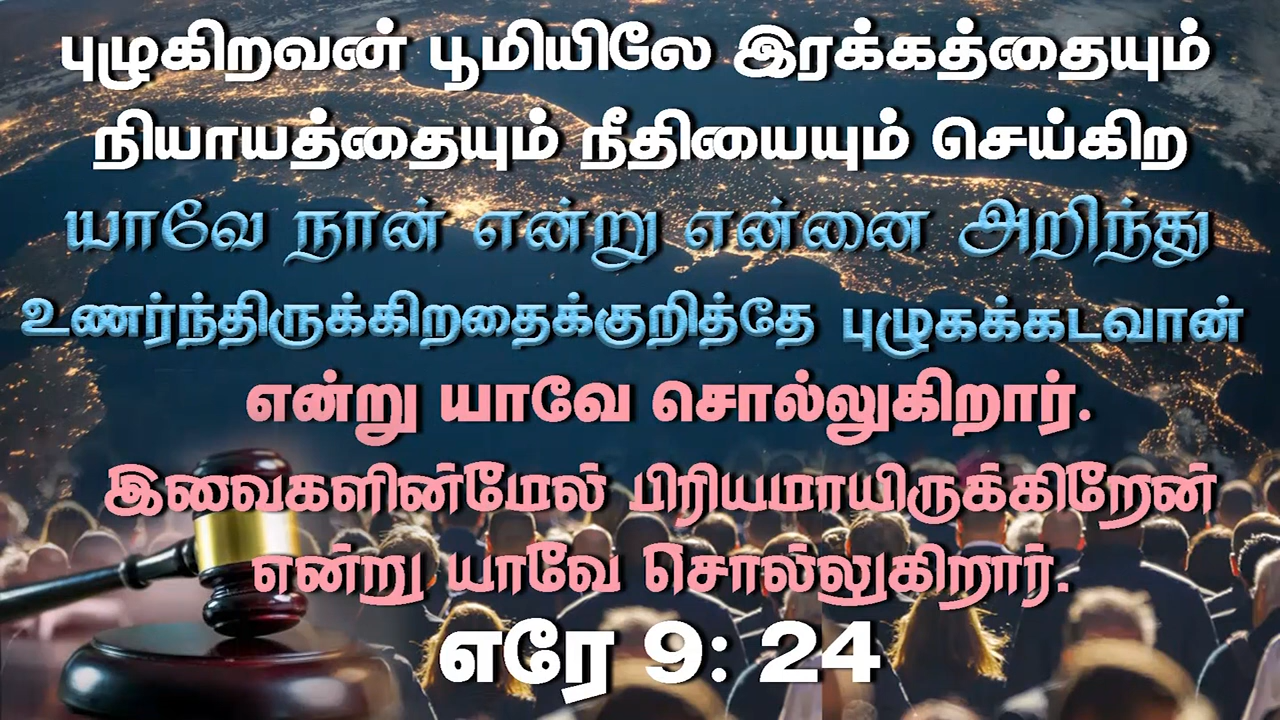 புழுகிறவன் பூமியிலே இரக்கத்தையும்
நியாயத்தையும் நீதியையும் செய்கிற
யாவே நான் என்று என்னை அறிந்து
உணர்ந்திருக்கிறதைக்குறித்தே புழுகக்கடவான்
என்று யாவே சொல்லுகிறார்.
இவைகளின்மேல் பிரியமாயிருக்கிறேன்
என்று யாவே சொல்லுகிறார்.
எரே 9: 24